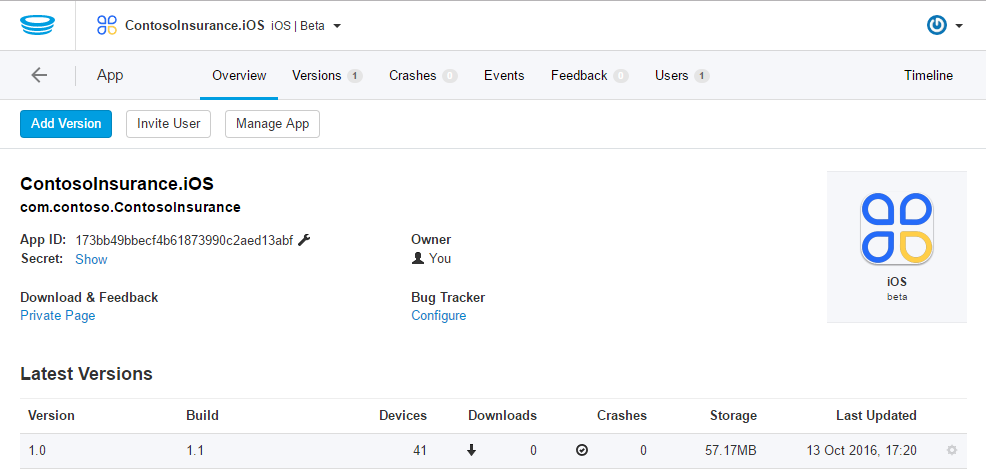 ContosoInsurance.iOS iOS | Beta
App Overview Versions 1 Crashes 0 Events Feedback 0 Users 1 Timeline
Add Version Invite User Manage App
ContosoInsurance.iOS
com.contoso.ContosoInsurance
App ID: 173bb49bbecf4b61873990c2aed13abf
Secret: Show
Owner
You
Download & Feedback
Private Page
Bug Tracker
Configure
iOS
beta
Latest Versions
Version Build Devices Downloads Crashes Storage Last Updated
1.0 1.1 41 0 0 57.17MB 13 Oct 2016, 17:20